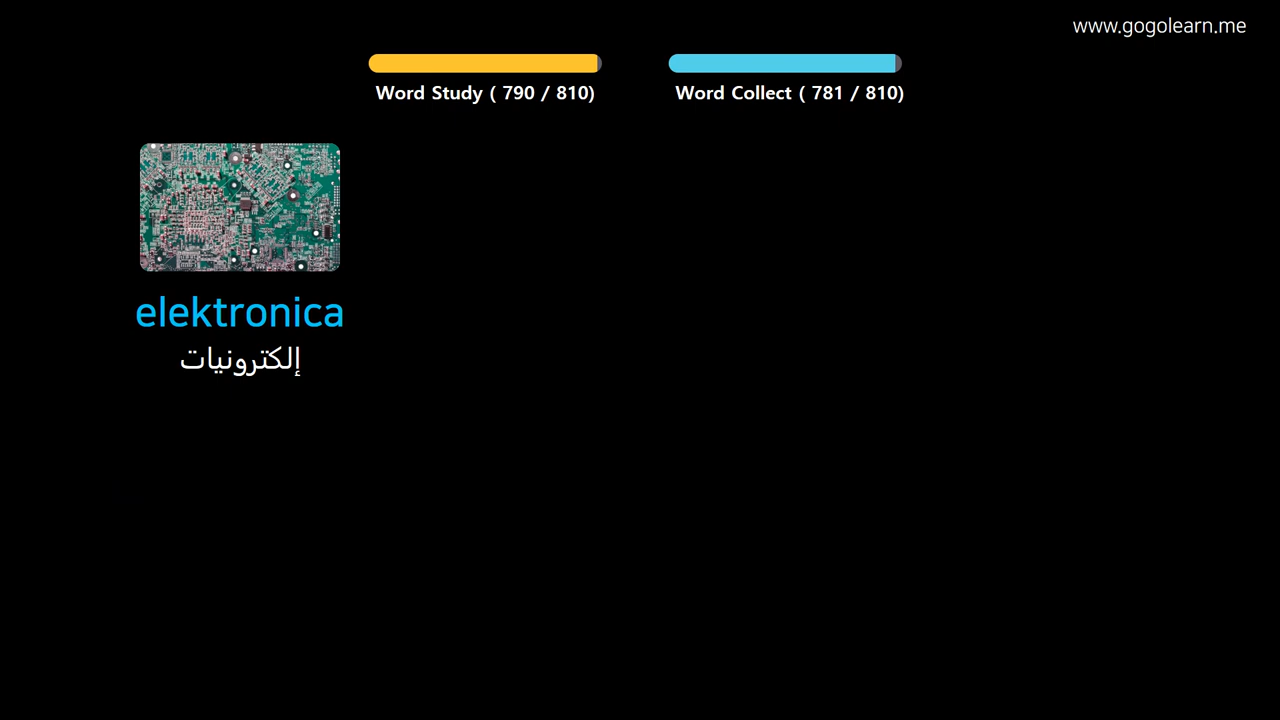 www.gogolearn.me
Word Study ( 790 / 810)
Word Collect ( 781 / 810)
elektronica
إلكترونيات